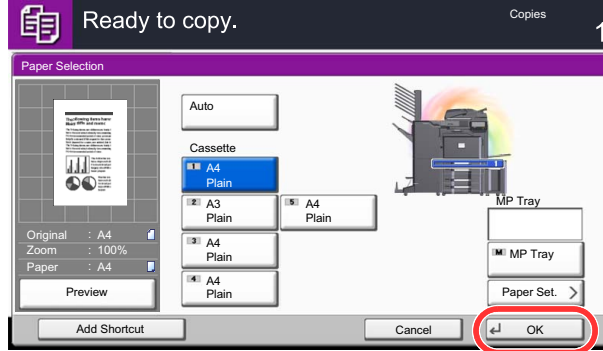 Ready to copy.
Copies
1
Paper Selection
Auto
Cassette
1 A4
Plain
2 A3
Plain
5 A4
Plain
3 A4
Plain
4 A4
Plain
1
MP Tray
M MP Tray
Original : A4
Zoom : 100%
Paper : A4
Preview
Paper Set.
Add Shortcut
Cancel
OK